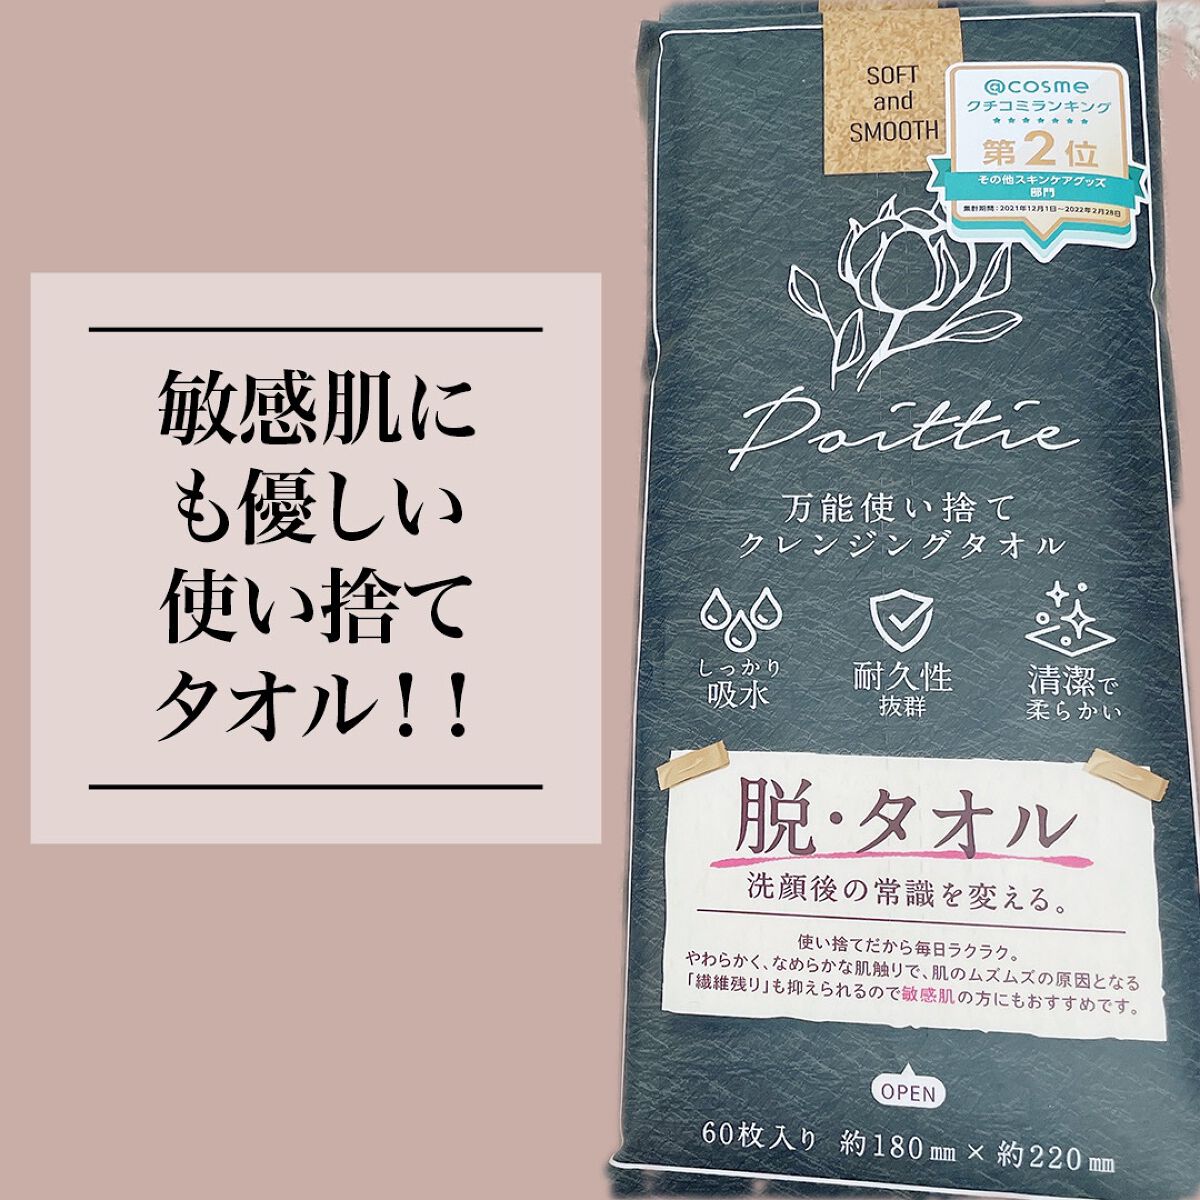 敏感肌に
も優しい
使い捨て
タオル！！
SOFT
and
SMOOTH
@cosme
クチコミランキング
第2位
その他スキンケアグッズ
部門
集計期間：2021年12月1日～2022年2月28日
Poittie
万能使い捨て
クレンジングタオル
しっかり
吸水
耐久性
抜群
清潔で
柔らかい
脱・タオル
洗顔後の常識を変える。
使い捨てだから毎日ラクラク。
やわらかく、なめらかな肌触りで、肌のムズムズの原因となる
「繊維残り」も抑えられるので敏感肌の方にもおすすめです。
OPEN
60枚入り 約180㎜×約220㎜